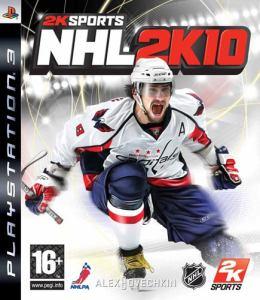 PLAYSTATION 3
2K SPORTS
NHL 2K10
8
A
Capitals
16+
www.pegi.info
NHLPA
ALEX OVECHKIN
NHL
2K
SPORTS